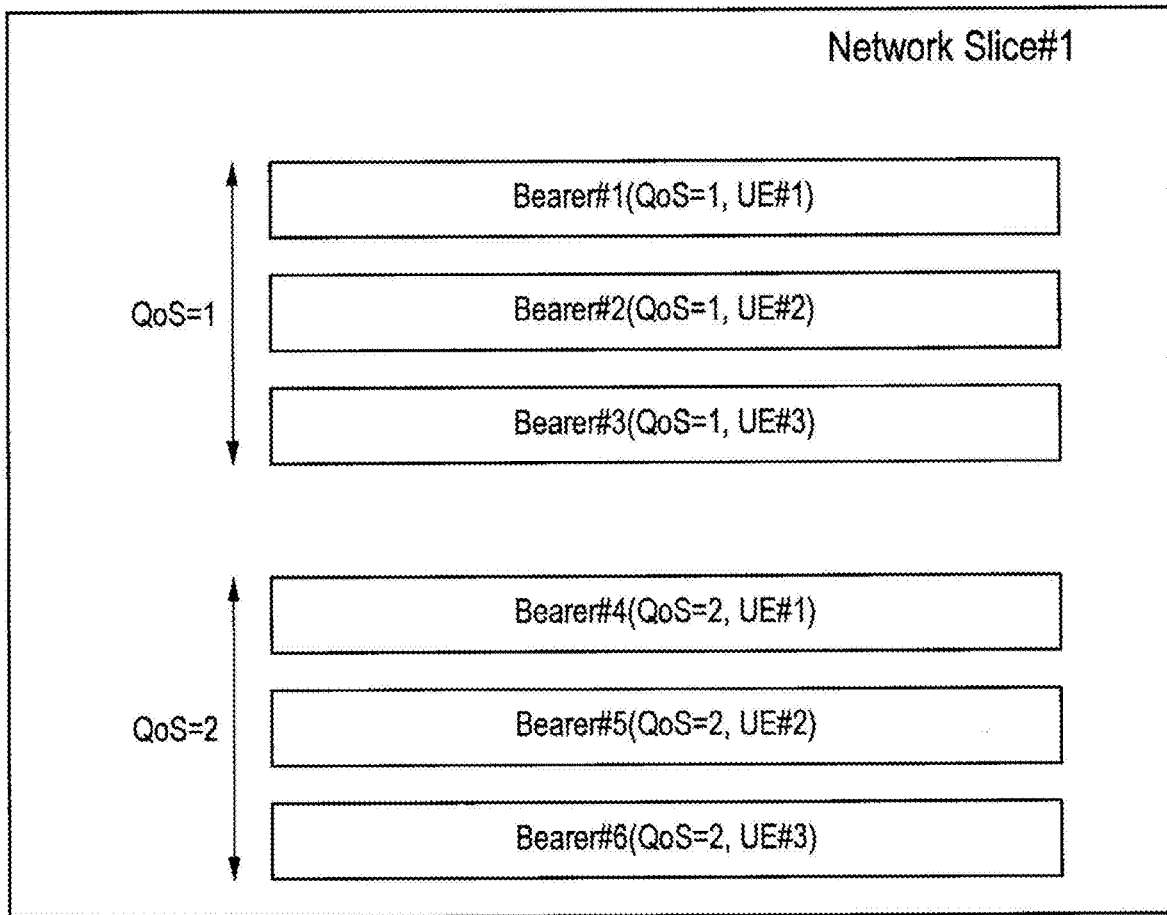 Network Slice#1
Bearer#1(QoS=1, UE#1)
QoS=1
Bearer#2(QoS=1, UE#2)
Bearer#3(QoS=1, UE#3)
Bearer#4(QoS=2, UE#1)
QoS=2
Bearer#5(QoS=2, UE#2)
Bearer#6(QoS=2, UE#3)